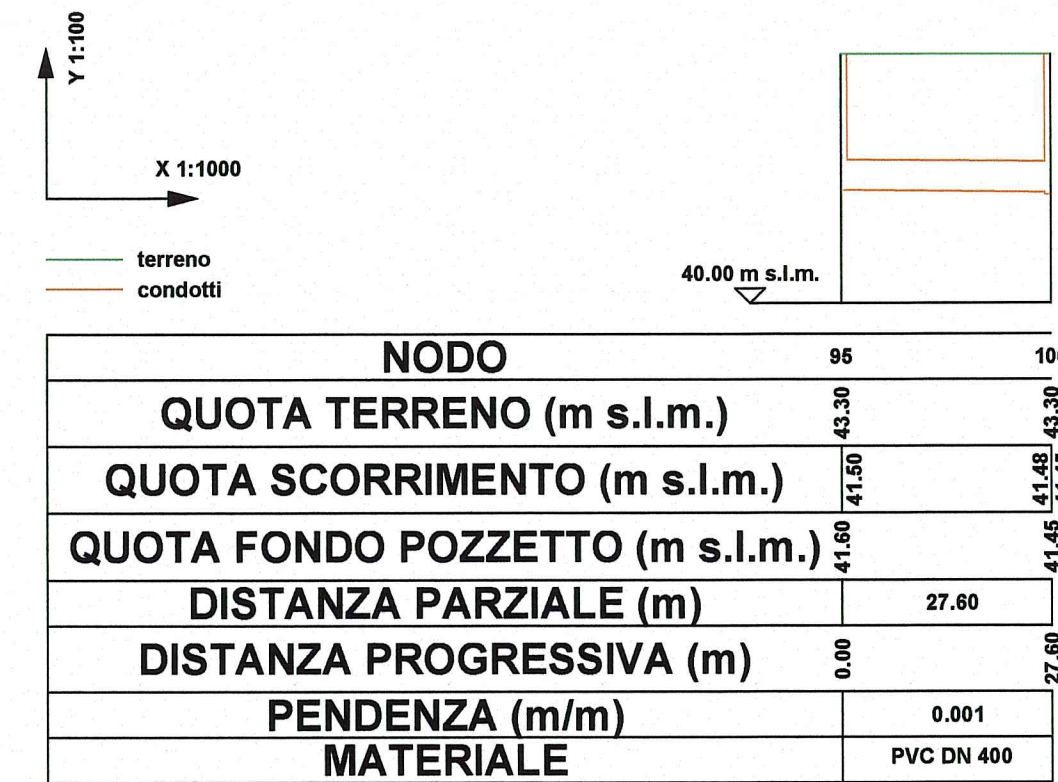 Y 1:100
X 1:1000
terreno
condotti
40.00 m s.l.m.
NODO 95
QUOTA TERRENO (m s.l.m.) 43.30 43.30
QUOTA SCORRIMENTO (m s.l.m.) 41.50 41.48
QUOTA FONDO POZZETTO (m s.l.m.) 41.60 41.45
DISTANZA PARZIALE (m) 27.60
DISTANZA PROGRESSIVA (m) 0.00 27.60
PENDENZA (m/m) 0.001
MATERIALE PVC DN 400